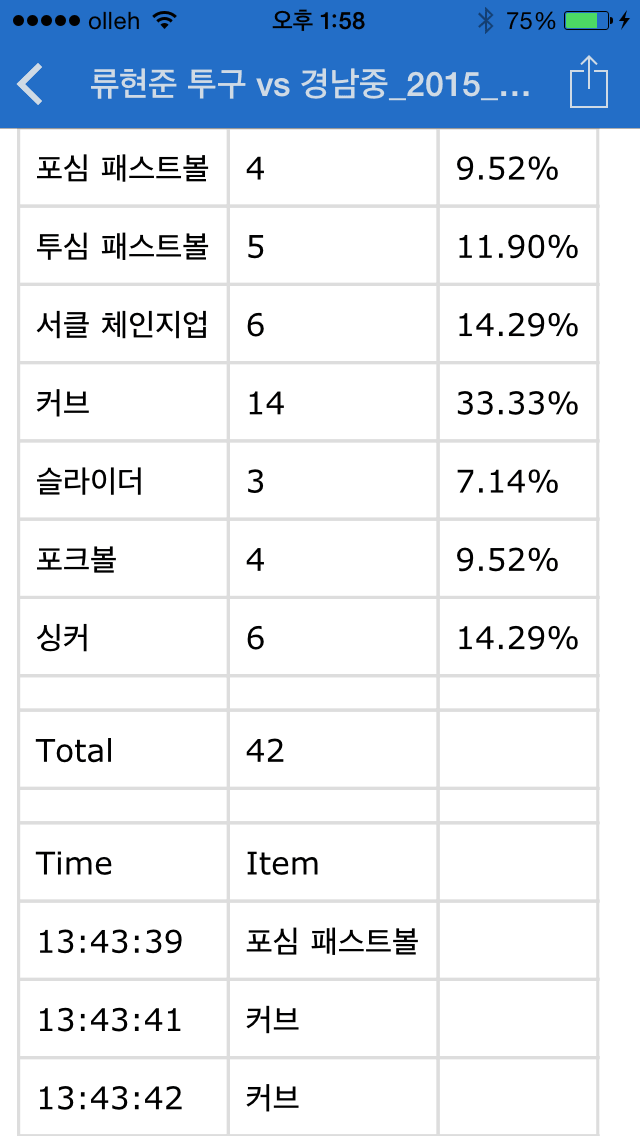 olleh 오후 1:58 75%
류현준 투구 vs 경남중_2015_...
포심 패스트볼 4 9.52%
투심 패스트볼 5 11.90%
서클 체인지업 6 14.29%
커브 14 33.33%
슬라이더 3 7.14%
포크볼 4 9.52%
싱커 6 14.29%
Total 42
Time Item
13:43:39 포심 패스트볼
13:43:41 커브
13:43:42 커브